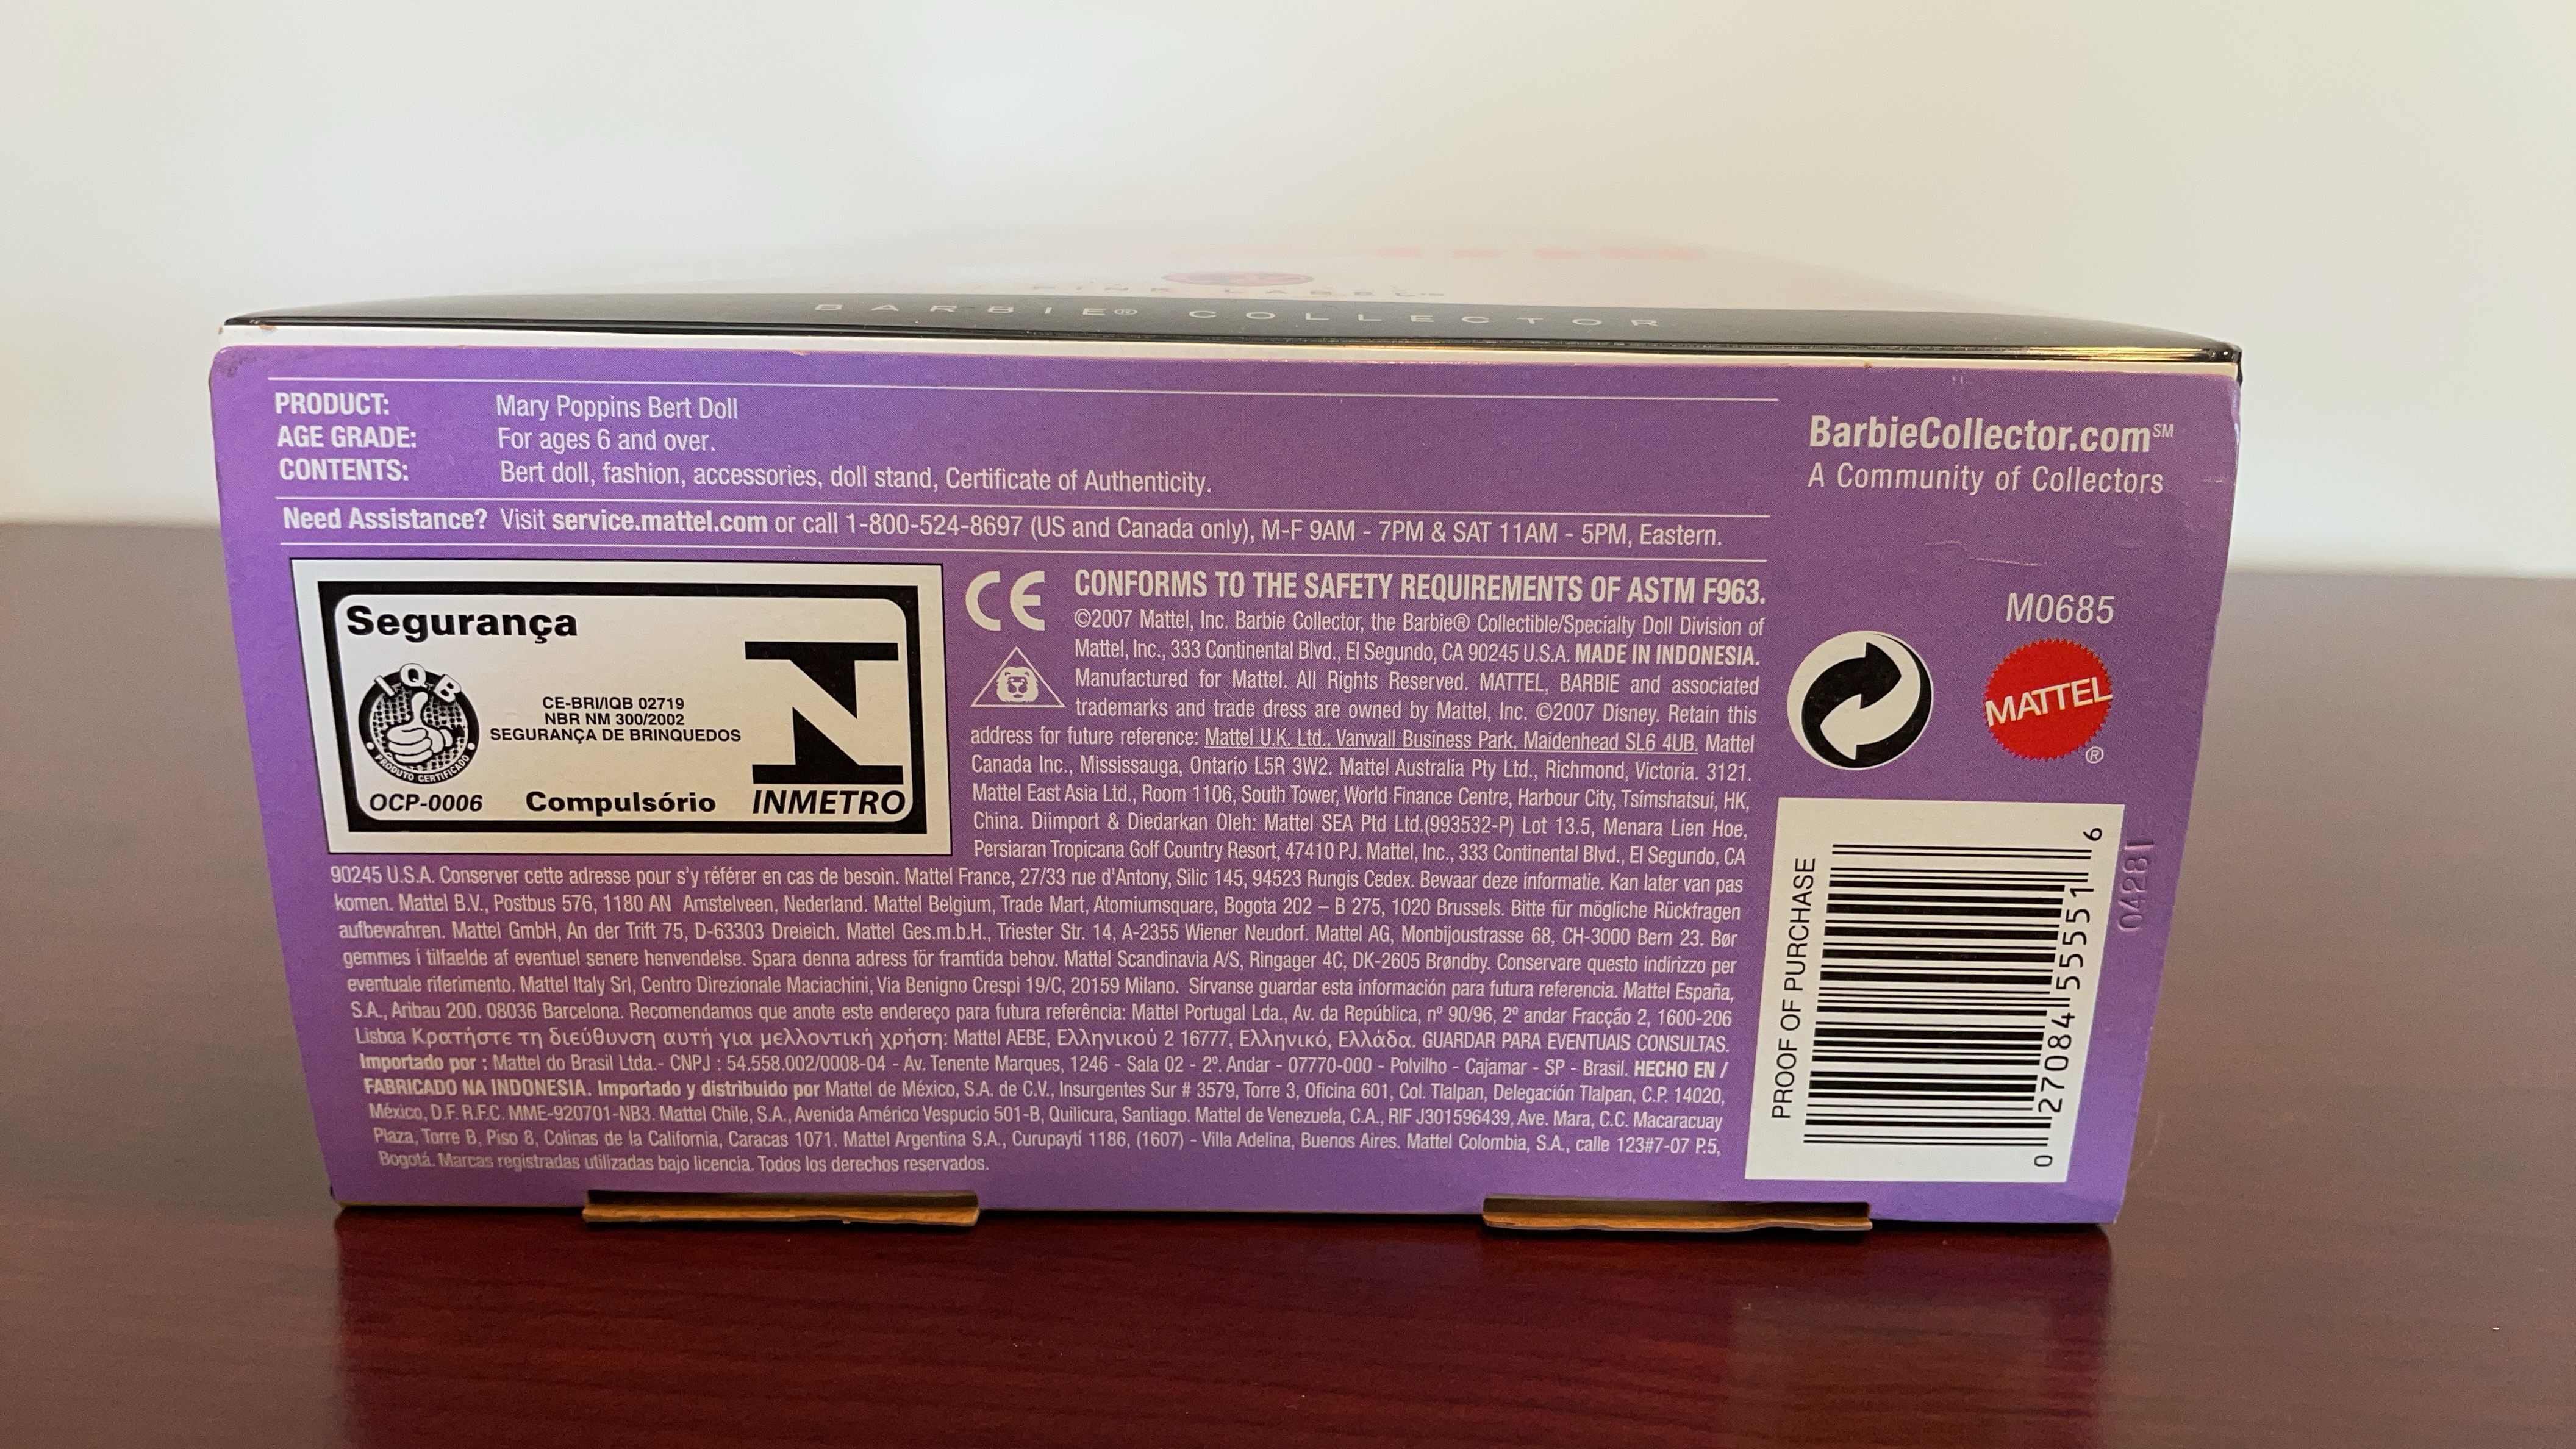 PINK LABEL™
BARBIE® COLLECTOR
PRODUCT: Mary Poppins Bert Doll
AGE GRADE: For ages 6 and over.
CONTENTS: Bert doll, fashion, accessories, doll stand, Certificate of Authenticity.
Need Assistance? Visit service.mattel.com or call 1-800-524-8697 (US and Canada only), M-F 9AM - 7PM & SAT 11AM - 5PM, Eastern.
BarbieCollector.com℠
A Community of Collectors
M0685
MATTEL
®
Segurança
IQB
PRODUTO CERTIFICADO
CE-BRI/IQB 02719
NBR NM 300/2002
SEGURANÇA DE BRINQUEDOS
OCP-0006 Compulsório INMETRO
CE
CONFORMS TO THE SAFETY REQUIREMENTS OF ASTM F963.
©2007 Mattel, Inc. Barbie Collector, the Barbie® Collectible/Specialty Doll Division of
Mattel, Inc., 333 Continental Blvd., El Segundo, CA 90245 U.S.A. MADE IN INDONESIA.
Manufactured for Mattel. All Rights Reserved. MATTEL, BARBIE and associated
trademarks and trade dress are owned by Mattel, Inc. ©2007 Disney. Retain this
address for future reference: Mattel U.K. Ltd., Vanwall Business Park, Maidenhead SL6 4UB. Mattel
Canada Inc., Mississauga, Ontario L5R 3W2. Mattel Australia Pty Ltd., Richmond, Victoria. 3121.
Mattel East Asia Ltd., Room 1106, South Tower, World Finance Centre, Harbour City, Tsimshatsui, HK,
China. Diimport & Diedarkan Oleh: Mattel SEA Ptd Ltd.(993532-P) Lot 13.5, Menara Lien Hoe,
Persiaran Tropicana Golf Country Resort, 47410 PJ. Mattel, Inc., 333 Continental Blvd., El Segundo, CA
90245 U.S.A. Conserver cette adresse pour s'y référer en cas de besoin. Mattel France, 27/33 rue d'Antony, Silic 145, 94523 Rungis Cedex. Bewaar deze informatie. Kan later van pas
komen. Mattel B.V., Postbus 576, 1180 AN Amstelveen, Nederland. Mattel Belgium, Trade Mart, Atomiumsquare, Bogota 202 – B 275, 1020 Brussels. Bitte für mögliche Rückfragen
aufbewahren. Mattel GmbH, An der Trift 75, D-63303 Dreieich. Mattel Ges.m.b.H., Triester Str. 14, A-2355 Wiener Neudorf. Mattel AG, Monbijoustrasse 68, CH-3000 Bern 23. Bør
gemmes i tilfaelde af eventuel senere henvendelse. Spara denna adress för framtida behov. Mattel Scandinavia A/S, Ringager 4C, DK-2605 Brøndby. Conservare questo indirizzo per
eventuale riferimento. Mattel Italy Srl, Centro Direzionale Maciachini, Via Benigno Crespi 19/C, 20159 Milano. Sírvanse guardar esta información para futura referencia. Mattel España,
S.A., Aribau 200. 08036 Barcelona. Recomendamos que anote este endereço para futura referência: Mattel Portugal Lda., Av. da República, nº 90/96, 2º andar Fracção 2, 1600-206
Lisboa Κρατήστε τη διεύθυνση αυτή για μελλοντική χρήση: Mattel AEBE, Ελληνικού 2 16777, Ελληνικό, Ελλάδα. GUARDAR PARA EVENTUAIS CONSULTAS.
Importado por : Mattel do Brasil Ltda.- CNPJ : 54.558.002/0008-04 - Av. Tenente Marques, 1246 - Sala 02 - 2º. Andar - 07770-000 - Polvilho - Cajamar - SP - Brasil. HECHO EN /
FABRICADO NA INDONESIA. Importado y distribuido por Mattel de México, S.A. de C.V., Insurgentes Sur # 3579, Torre 3, Oficina 601, Col. Tlalpan, Delegación Tlalpan, C.P. 14020,
México, D.F. R.F.C. MME-920701-NB3. Mattel Chile, S.A., Avenida Américo Vespucio 501-B, Quilicura, Santiago. Mattel de Venezuela, C.A., RIF J301596439, Ave. Mara, C.C. Macaracuay
Plaza, Torre B, Piso 8, Colinas de la California, Caracas 1071. Mattel Argentina S.A., Curupaytí 1186, (1607) - Villa Adelina, Buenos Aires. Mattel Colombia, S.A., calle 123#7-07 P.5,
Bogotá. Marcas registradas utilizadas bajo licencia. Todos los derechos reservados.
PROOF OF PURCHASE
0 27084 55551 6
04281